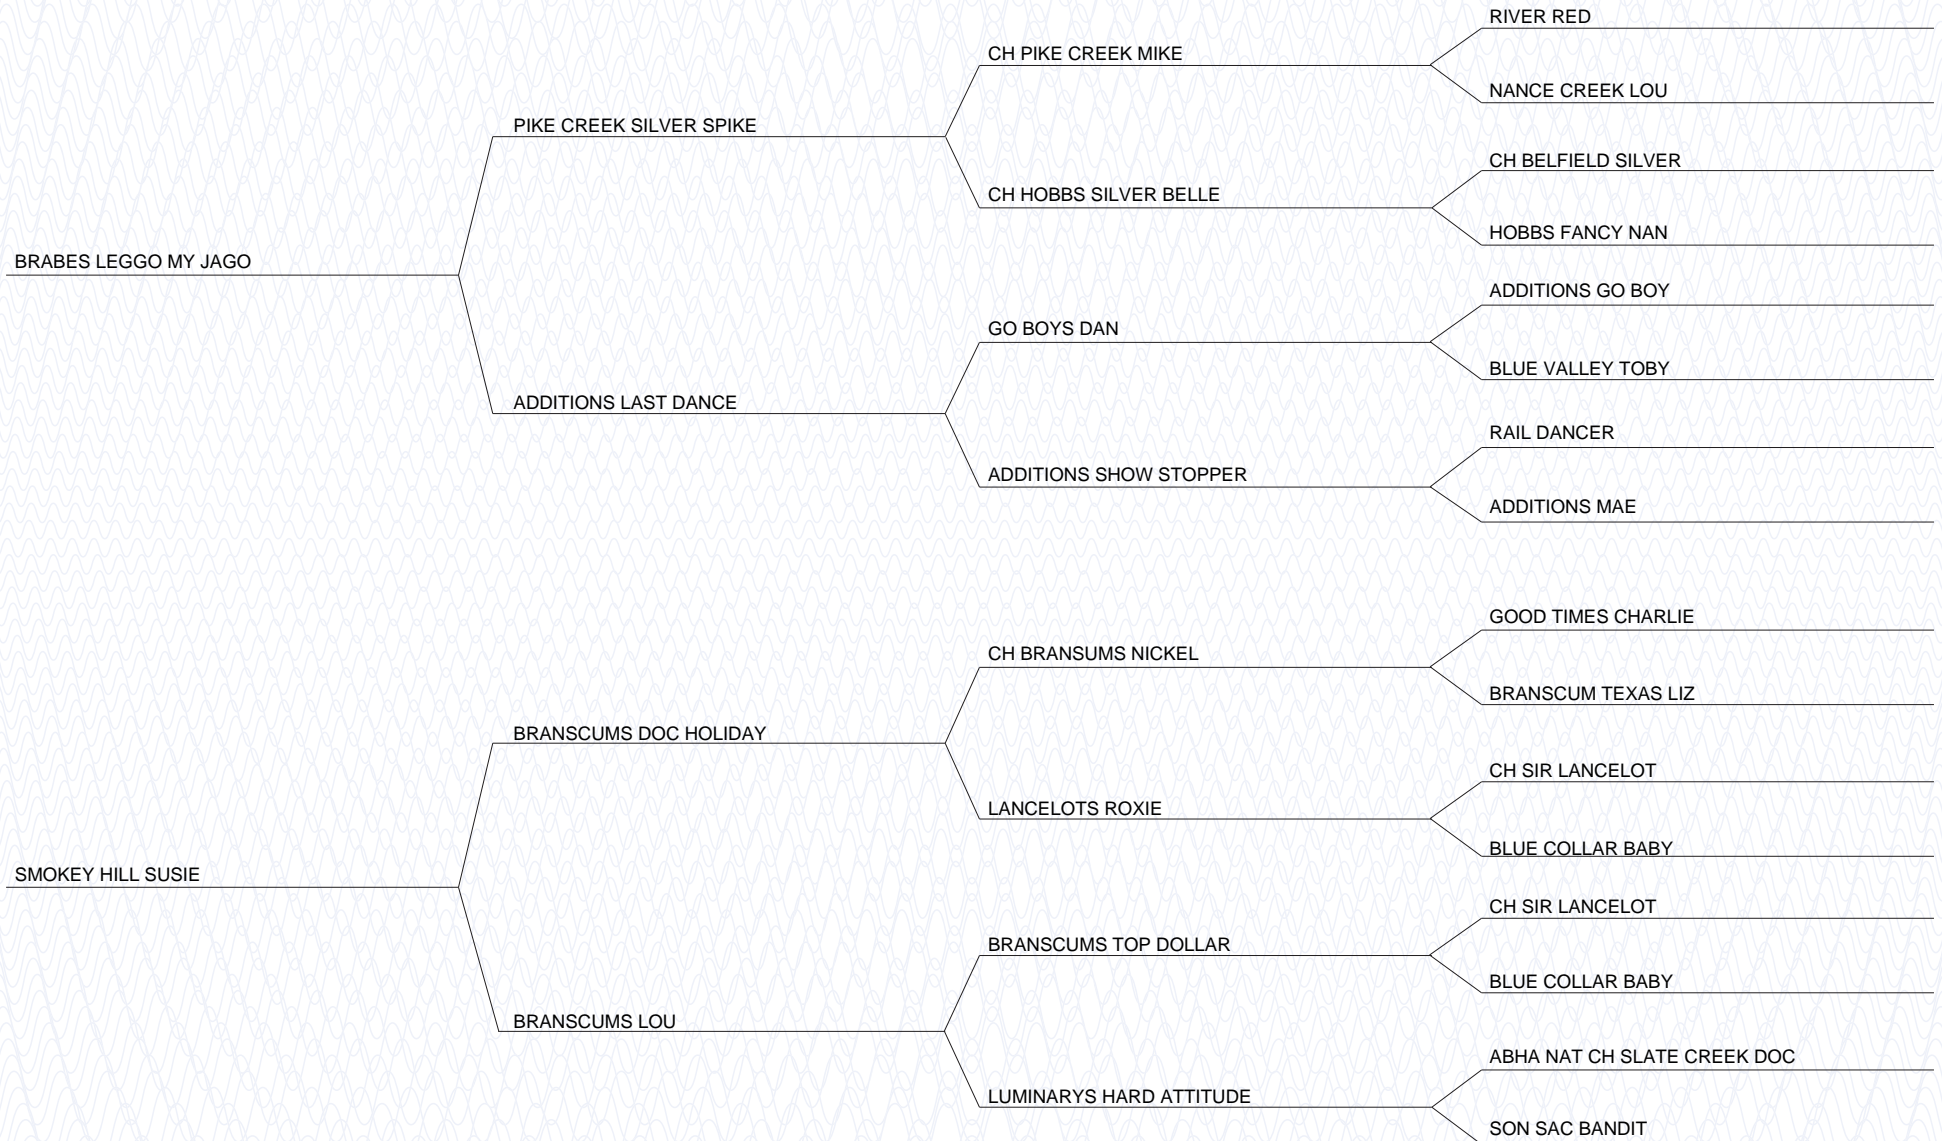 RIVER RED
CH PIKE CREEK MIKE
NANCE CREEK LOU
PIKE CREEK SILVER SPIKE
CH BELFIELD SILVER
CH HOBBS SILVER BELLE
HOBBS FANCY NAN
BRABES LEGGO MY JAGO
ADDITIONS GO BOY
GO BOYS DAN
BLUE VALLEY TOBY
ADDITIONS LAST DANCE
RAIL DANCER
ADDITIONS SHOW STOPPER
ADDITIONS MAE
GOOD TIMES CHARLIE
CH BRANSUMS NICKEL
BRANSCUM TEXAS LIZ
BRANSCUMS DOC HOLIDAY
CH SIR LANCELOT
LANCELOTS ROXIE
BLUE COLLAR BABY
SMOKEY HILL SUSIE
CH SIR LANCELOT
BRANSCUMS TOP DOLLAR
BLUE COLLAR BABY
BRANSCUMS LOU
ABHA NAT CH SLATE CREEK DOC
LUMINARYS HARD ATTITUDE
SON SAC BANDIT